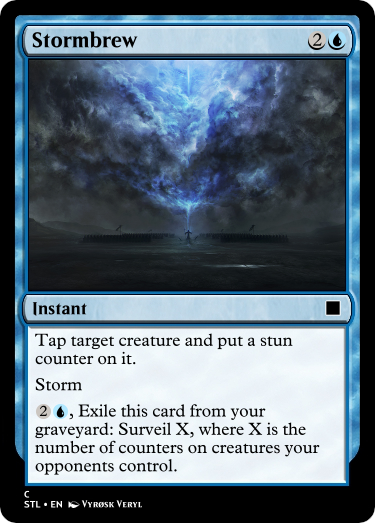 Stormbrew 2
Instant
Tap target creature and put a stun
counter on it.
Storm
2, Exile this card from your
graveyard: Surveil X, where X is the
number of counters on creatures your
opponents control.
C
STL • EN VYRØSK VERYL